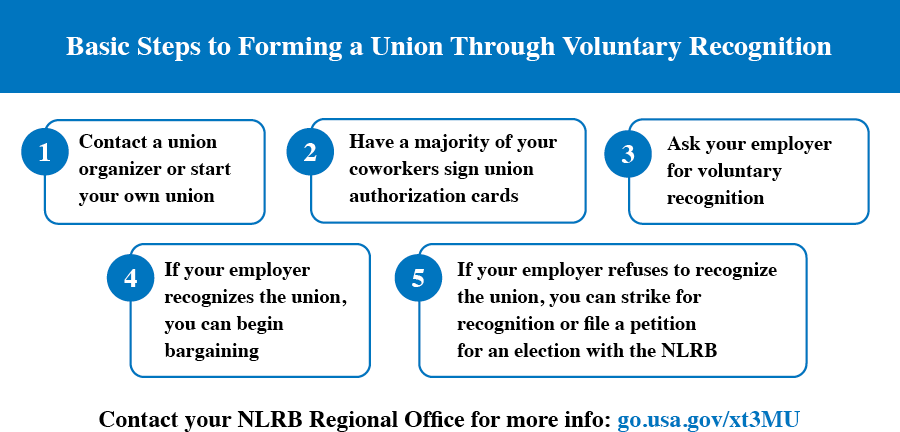 Basic Steps to Forming a Union Through Voluntary Recognition
1
Contact a union
organizer or start
your own union
2
Have a majority of your
coworkers sign union
authorization cards
3
Ask your employer
for voluntary
recognition
4
If your employer
recognizes the union,
you can begin
bargaining
5
If your employer refuses to recognize
the union, you can strike for
recognition or file a petition
for an election with the NLRB
Contact your NLRB Regional Office for more info: go.usa.gov/xt3MU